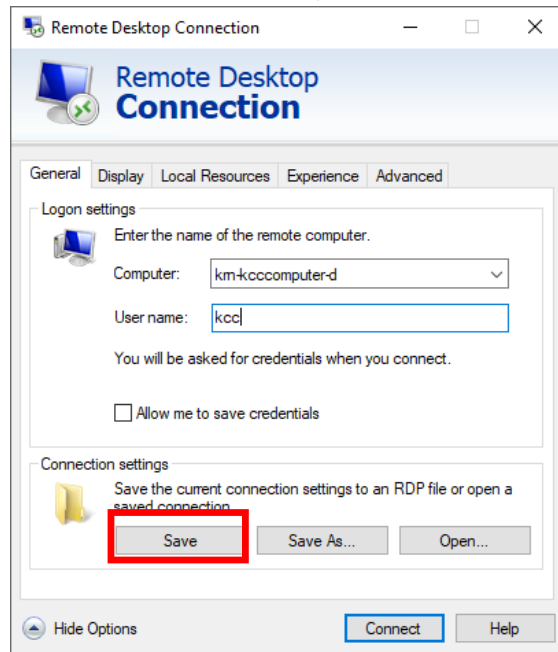 Remote Desktop Connection
Remote Desktop
Connection
General Display Local Resources Experience Advanced
Logon settings
Enter the name of the remote computer.
Computer: km-kcccomputer-d
User name: kcc
You will be asked for credentials when you connect.
Allow me to save credentials
Connection settings
Save the current connection settings to an RDP file or open a
saved connection.
Save Save As... Open...
Hide Options Connect Help